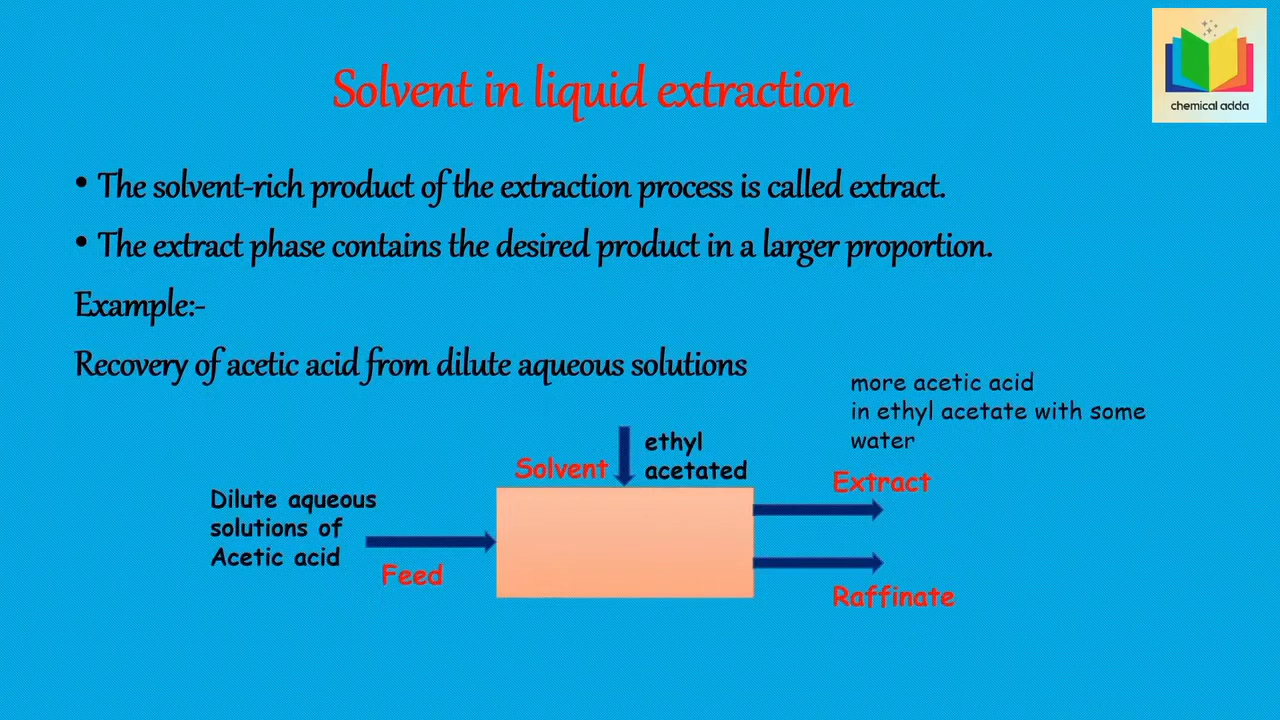 chemical adda
Solvent in liquid extraction
• The solvent-rich product of the extraction process is called extract.
• The extract phase contains the desired product in a larger proportion.
Example:-
Recovery of acetic acid from dilute aqueous solutions
more acetic acid
in ethyl acetate with some
water
ethyl
acetated
Solvent
Extract
Dilute aqueous
solutions of
Acetic acid
Feed
Raffinate